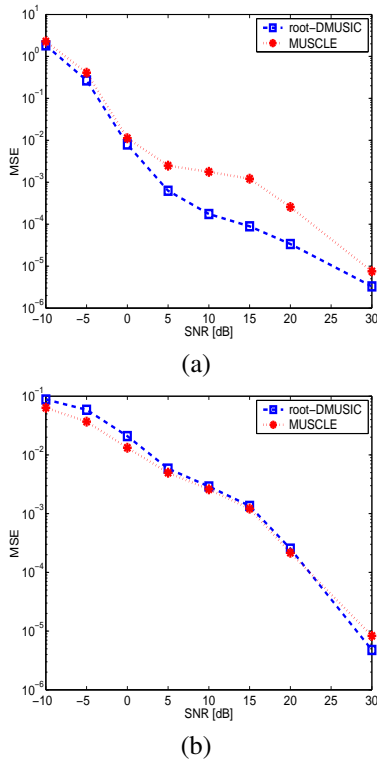 10^1
10^0
10^-1
10^-2
10^-3
10^-4
10^-5
10^-6
MSE
root-DMUSIC
MUSCLE
-10 -5 0 5 10 15 20 25 30
SNR [dB]
(a)
10^-1
10^-2
10^-3
10^-4
10^-5
10^-6
MSE
root-DMUSIC
MUSCLE
-10 -5 0 5 10 15 20 25 30
SNR [dB]
(b)